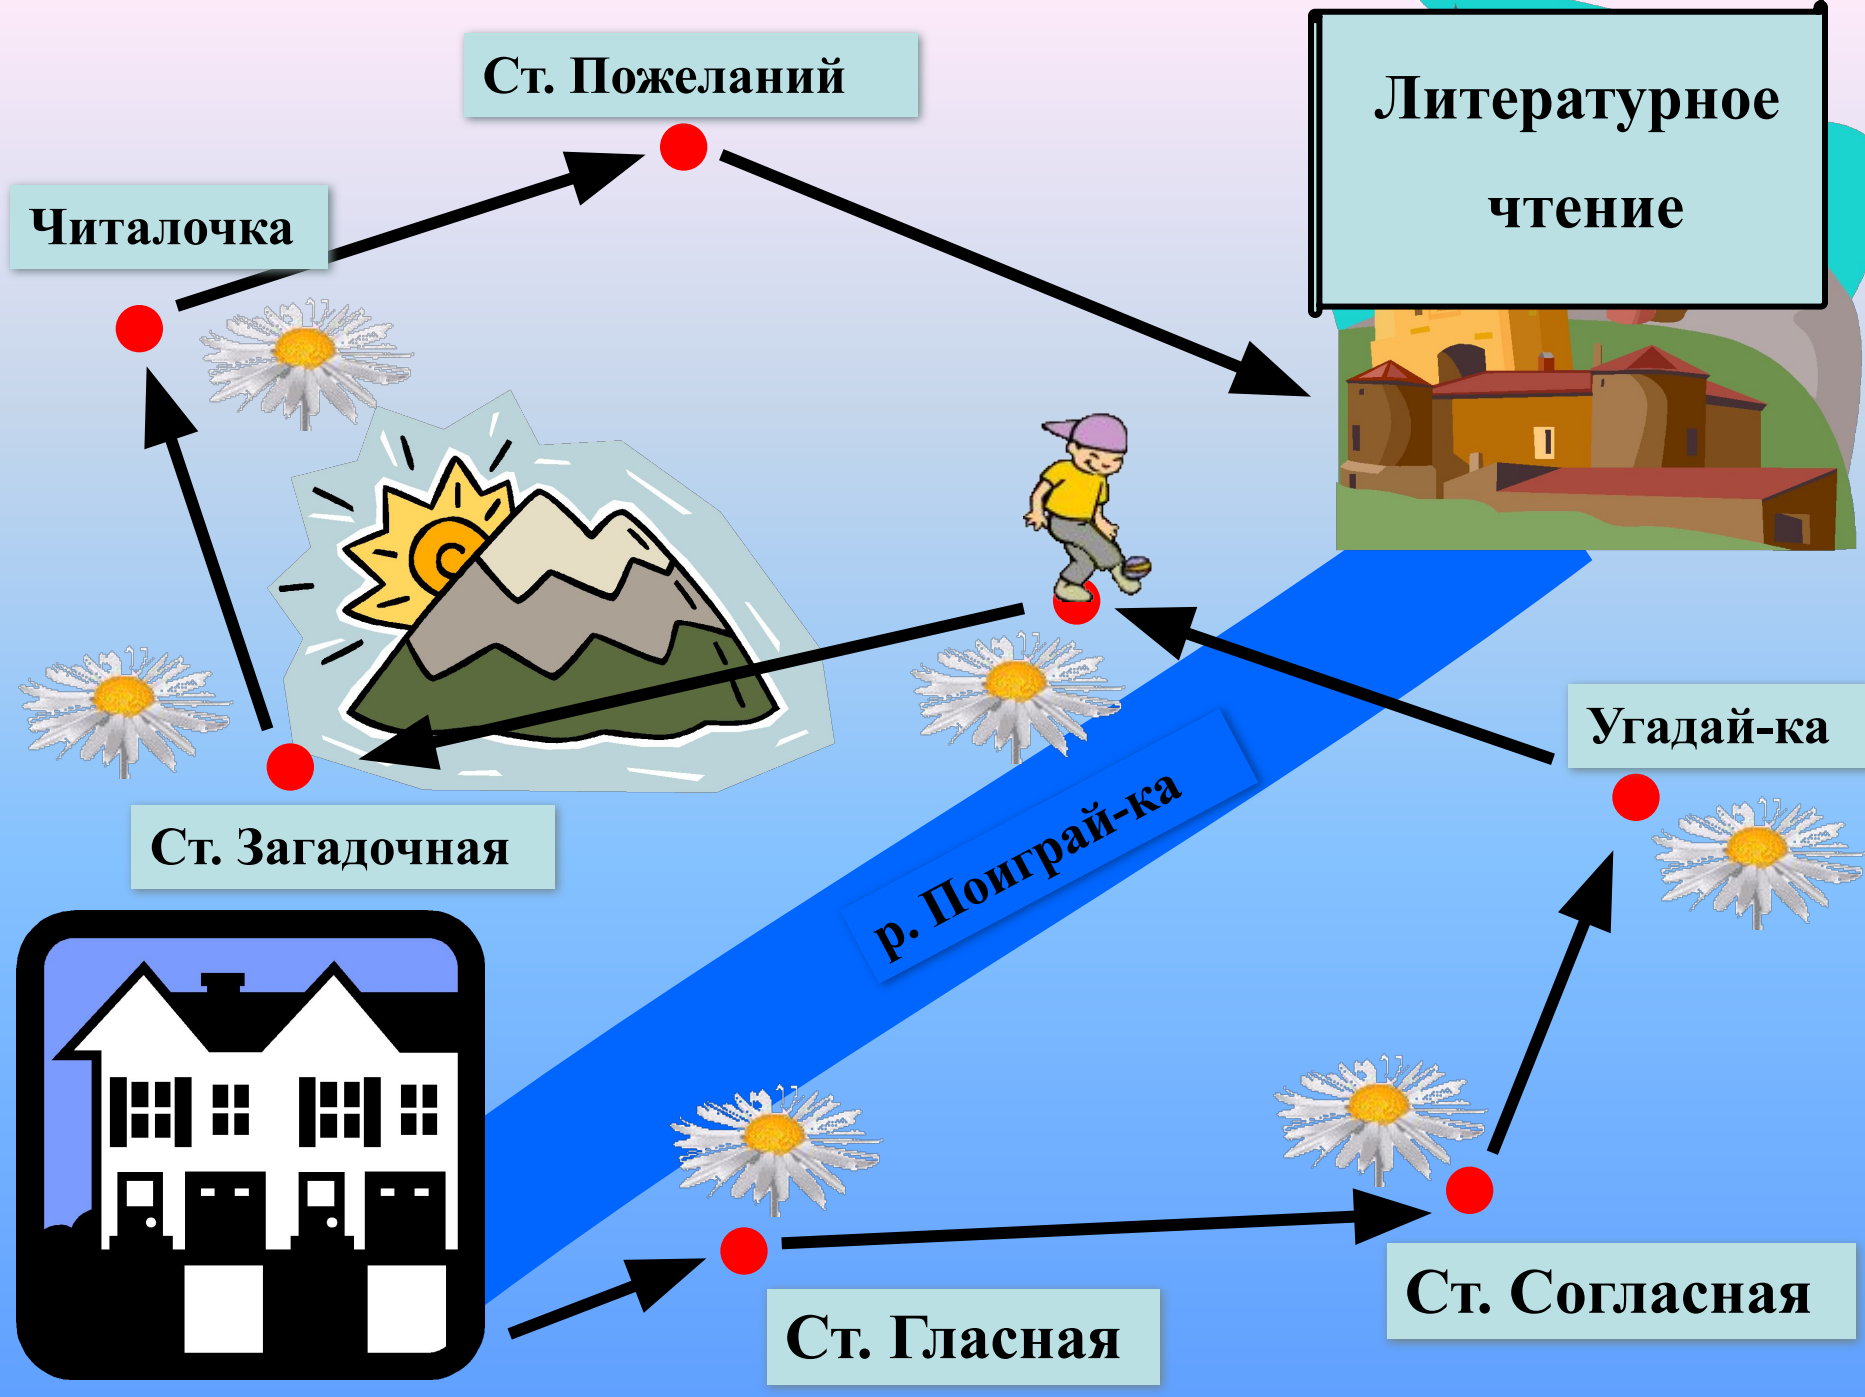 Ст. Пожеланий
Литературное
чтение
Читалочка
Угадай-ка
р. Поиграй-ка
Ст. Загадочная
Ст. Согласная
Ст. Гласная